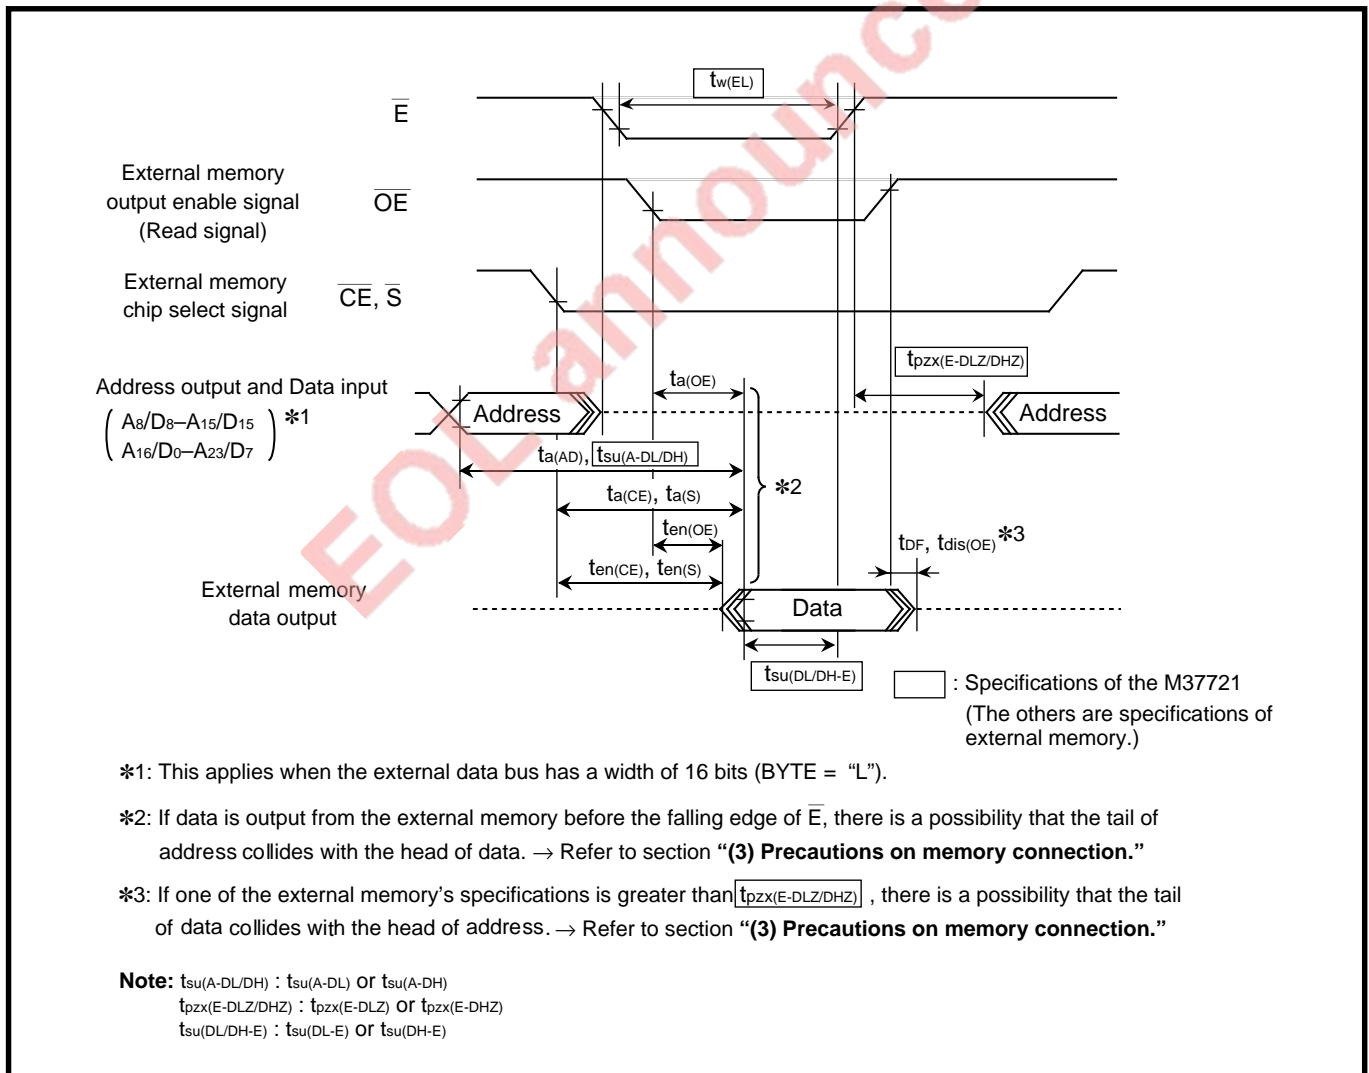 EOL announce
tw(EL)
E
External memory
output enable signal
(Read signal)
OE
External memory
chip select signal
CE, S
tpzx(E-DLZ/DHZ)
ta(OE)
Address output and Data input
( A8/D8–A15/D15
A16/D0–A23/D7 ) ✻1
Address
Address
ta(AD), tsu(A-DL/DH)
✻2
ta(CE), ta(S)
ten(OE)
tDF, tdis(OE)✻3
ten(CE), ten(S)
External memory
data output
Data
tsu(DL/DH-E)
: Specifications of the M37721
(The others are specifications of
external memory.)
✻1: This applies when the external data bus has a width of 16 bits (BYTE = “L”).
✻2: If data is output from the external memory before the falling edge of E, there is a possibility that the tail of
address collides with the head of data. → Refer to section “(3) Precautions on memory connection.”
✻3: If one of the external memory’s specifications is greater than tpzx(E-DLZ/DHZ) , there is a possibility that the tail
of data collides with the head of address. → Refer to section “(3) Precautions on memory connection.”
Note: tsu(A-DL/DH) : tsu(A-DL) or tsu(A-DH)
tpzx(E-DLZ/DHZ) : tpzx(E-DLZ) or tpzx(E-DHZ)
tsu(DL/DH-E) : tsu(DL-E) or tsu(DH-E)